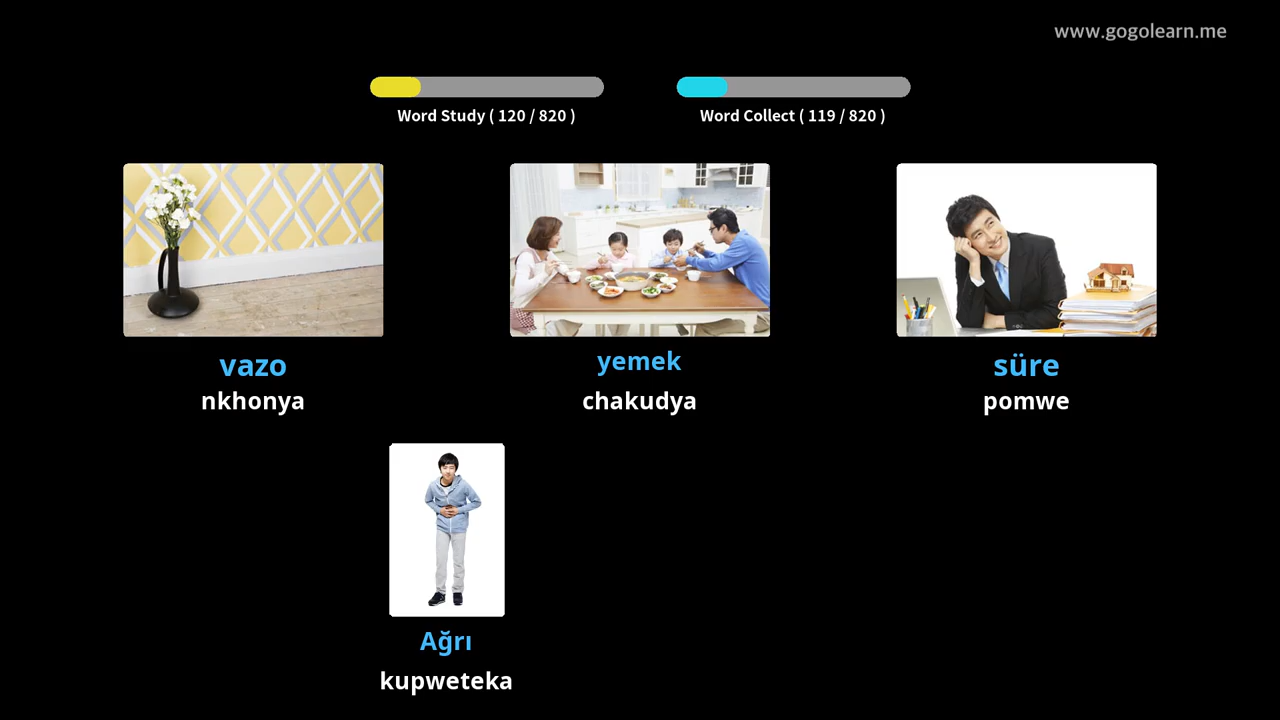 www.gogolearn.me
Word Study ( 120 / 820 )
Word Collect ( 119 / 820 )
vazo
nkhonya
yemek
chakudya
süre
pomwe
Ağrı
kupweteka